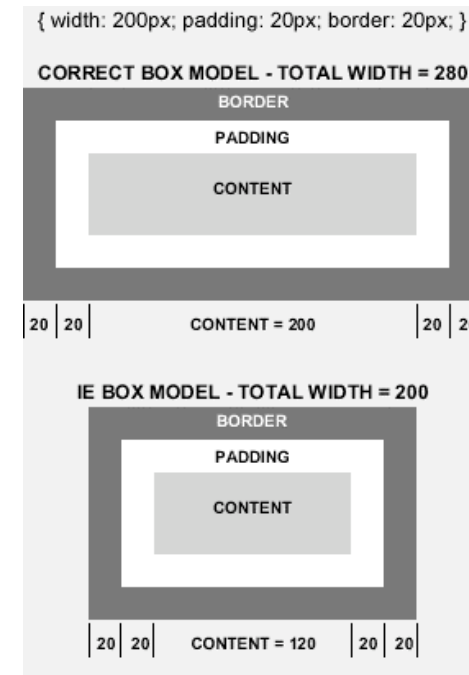 { width: 200px; padding: 20px; border: 20px; }
CORRECT BOX MODEL - TOTAL WIDTH = 280
BORDER
PADDING
CONTENT
20 20 CONTENT = 200 20 2
IE BOX MODEL - TOTAL WIDTH = 200
BORDER
PADDING
CONTENT
20 20 CONTENT = 120 20 20